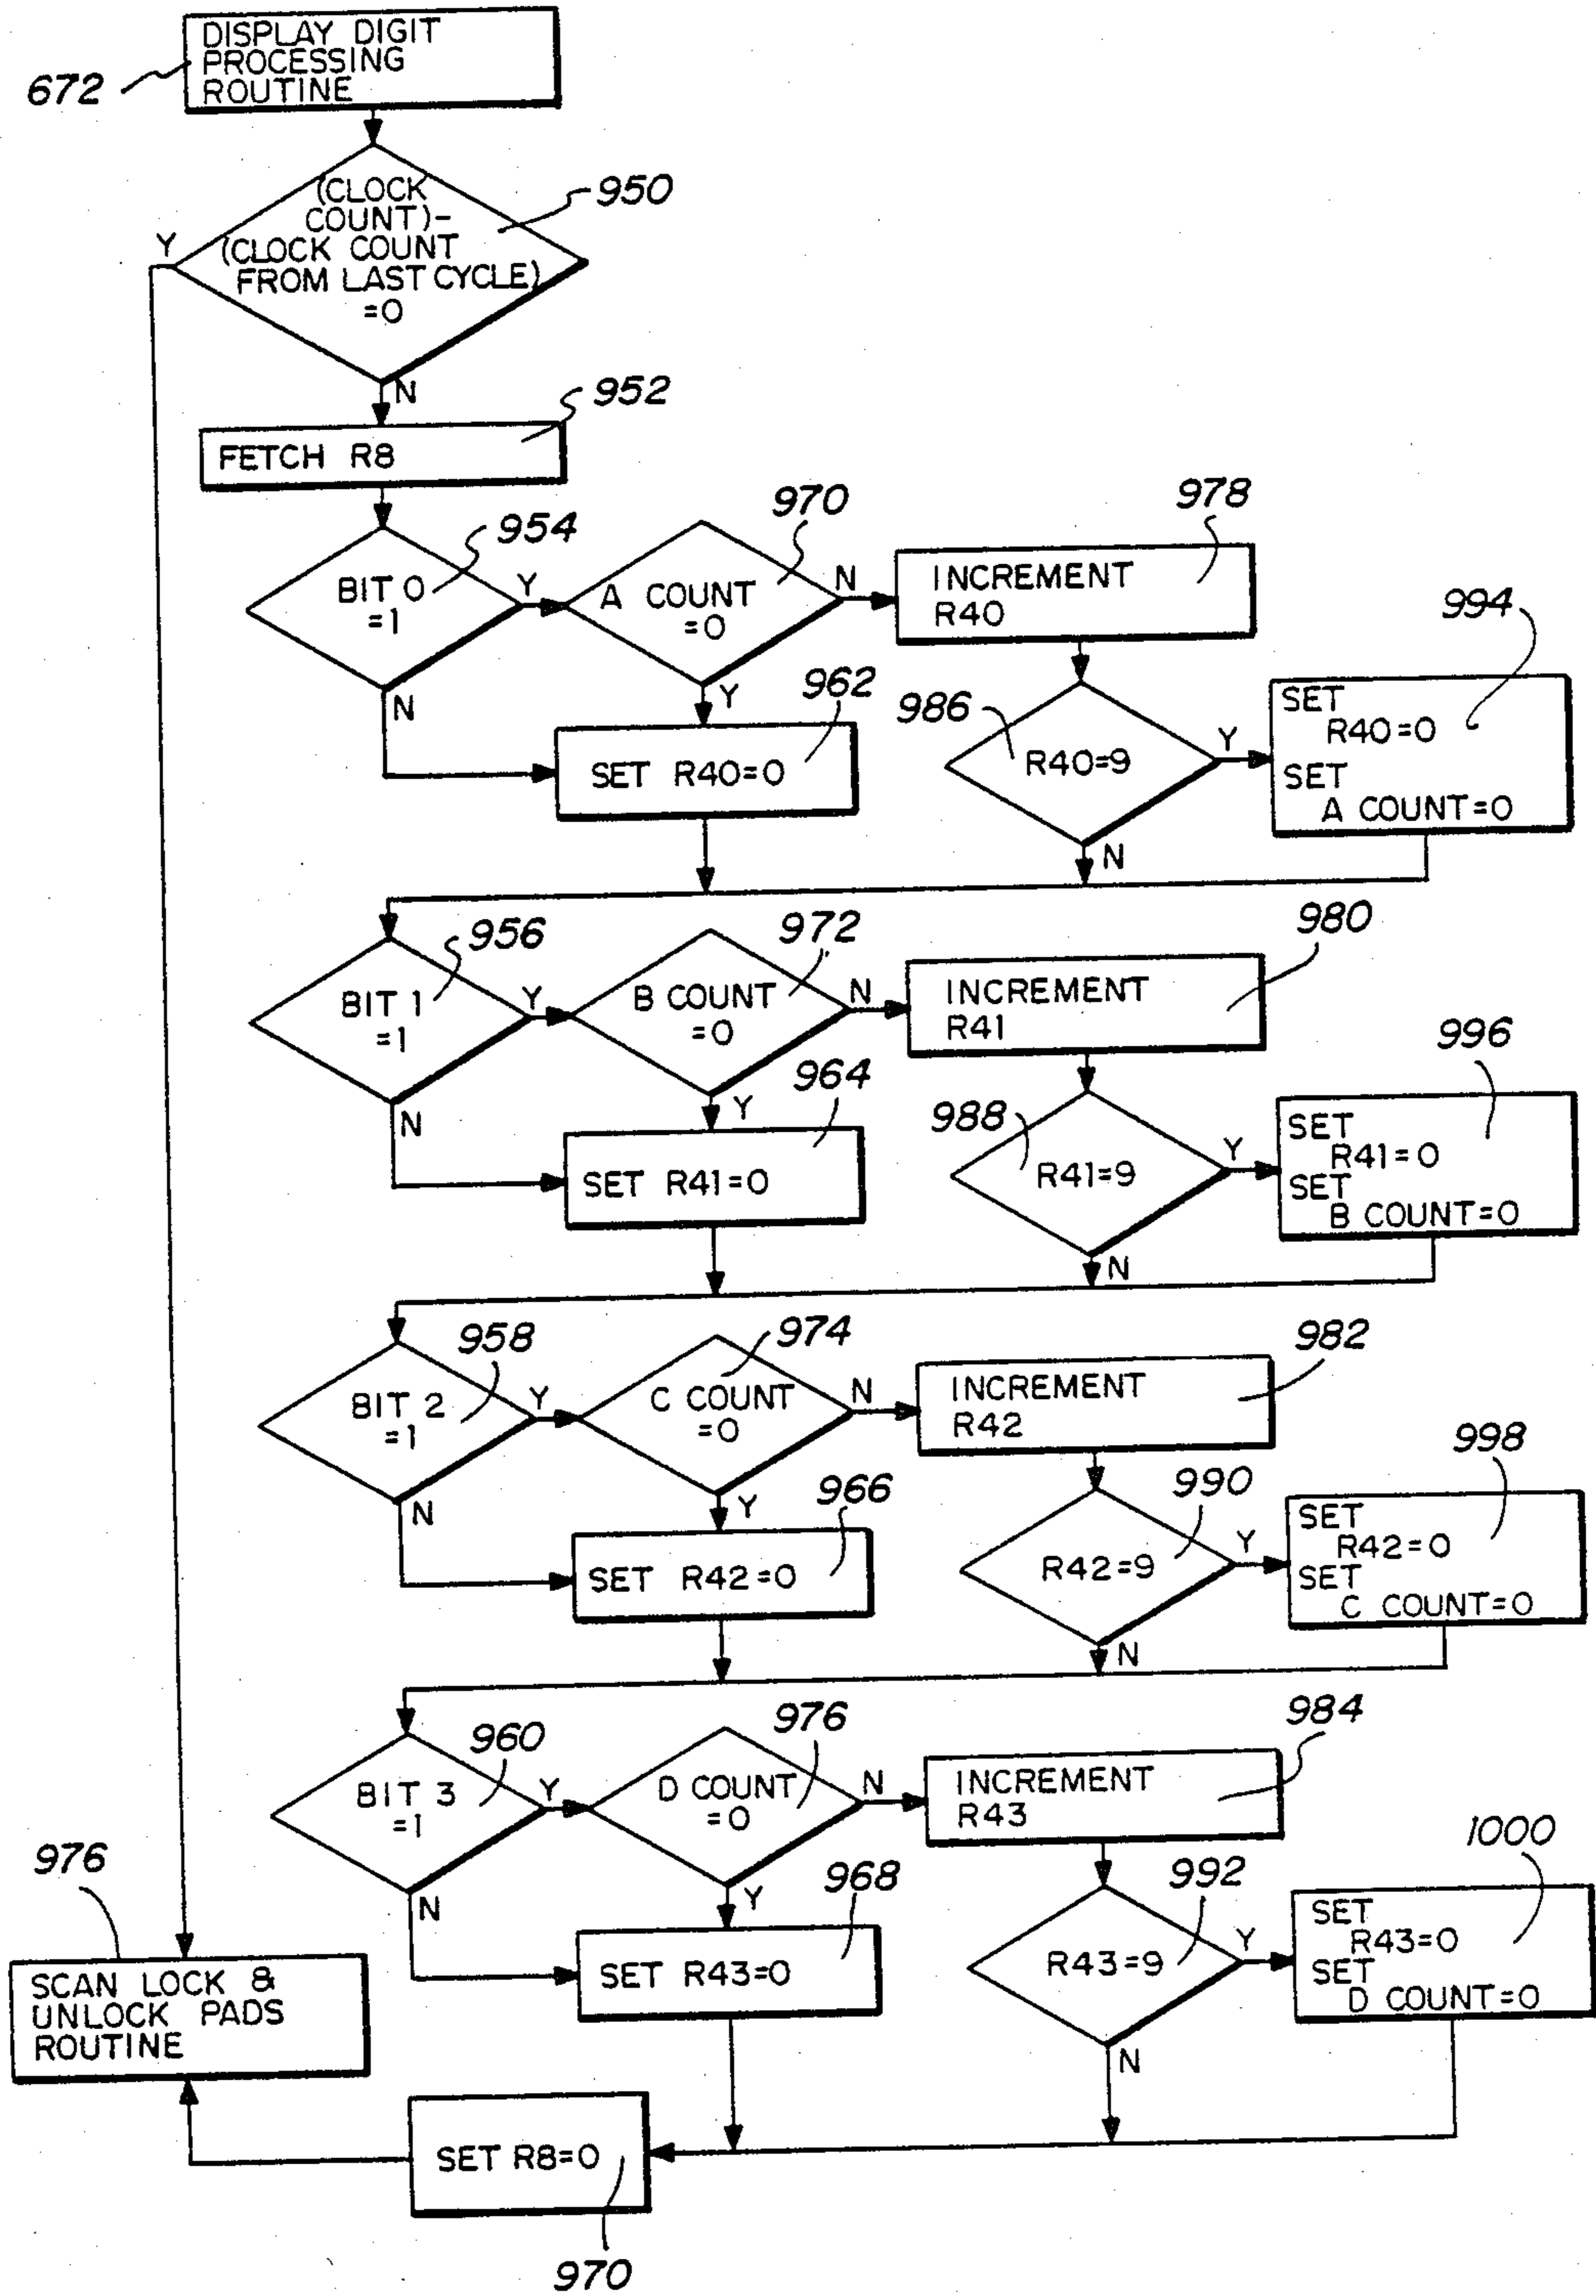 DISPLAY DIGIT
PROCESSING
ROUTINE
672
(CLOCK
COUNT)-
(CLOCK COUNT
FROM LAST CYCLE)
=0
950
Y
N
FETCH R8
952
BIT 0
=1
954
Y
N
A COUNT
=0
970
N
Y
INCREMENT
R40
978
SET R40=0
962
R40=9
986
Y
N
SET
R40=0
SET
A COUNT=0
994
BIT 1
=1
956
Y
N
B COUNT
=0
972
N
Y
INCREMENT
R41
980
SET R41=0
964
R41=9
988
Y
N
SET
R41=0
SET
B COUNT=0
996
BIT 2
=1
958
Y
N
C COUNT
=0
974
N
Y
INCREMENT
R42
982
SET R42=0
966
R42=9
990
Y
N
SET
R42=0
SET
C COUNT=0
998
BIT 3
=1
960
Y
N
D COUNT
=0
976
N
Y
INCREMENT
R43
984
SET R43=0
968
R43=9
992
Y
N
SET
R43=0
SET
D COUNT=0
1000
976
SCAN LOCK &
UNLOCK PADS
ROUTINE
SET R8=0
970